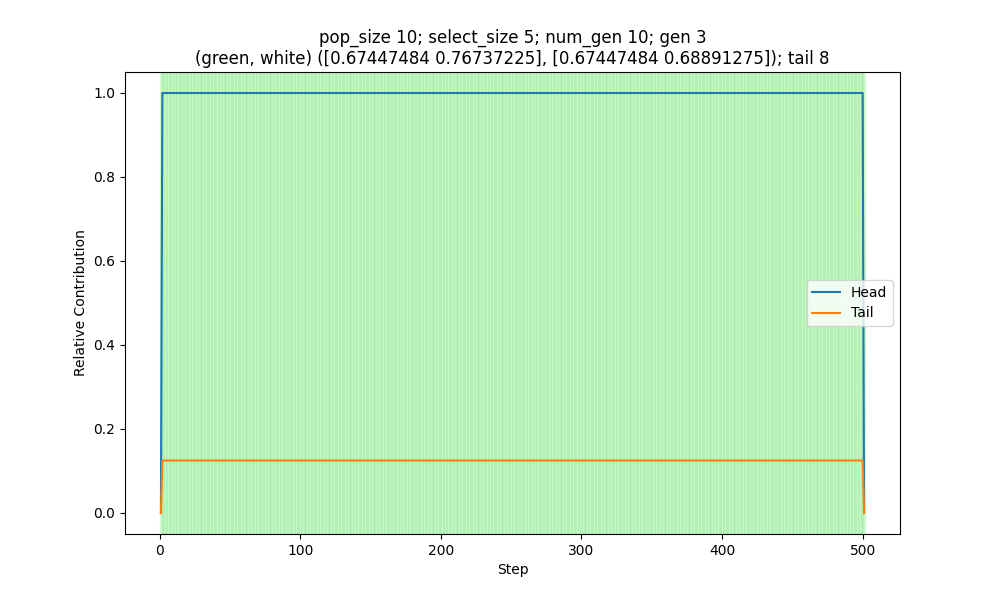 pop_size 10; select_size 5; num_gen 10; gen 3
(green, white) ([0.67447484 0.76737225], [0.67447484 0.68891275]); tail 8
1.0
0.8
0.6
0.4
0.2
0.0
Relative Contribution
Head
Tail
0 100 200 300 400 500
Step